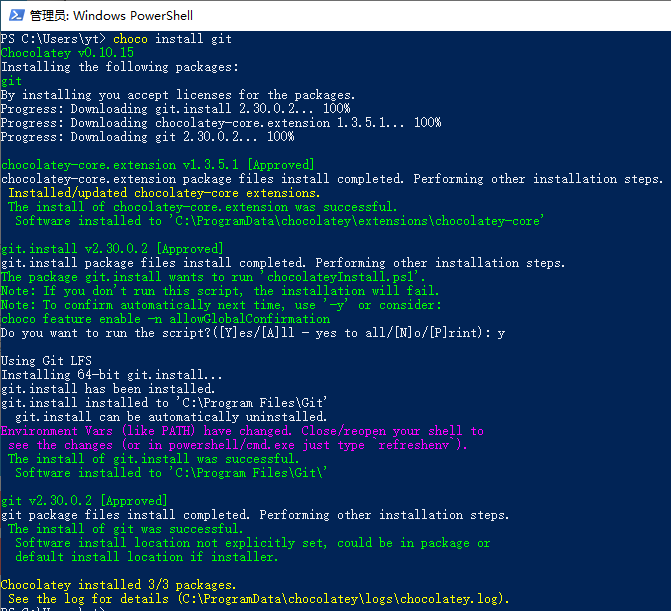 管理员: Windows PowerShell
PS C:\Users\yt> choco install git
Chocolatey v0.10.15
Installing the following packages:
git
By installing you accept licenses for the packages.
Progress: Downloading git.install 2.30.0.2... 100%
Progress: Downloading chocolatey-core.extension 1.3.5.1... 100%
Progress: Downloading git 2.30.0.2... 100%
chocolatey-core.extension v1.3.5.1 [Approved]
chocolatey-core.extension package files install completed. Performing other installation steps.
Installed/updated chocolatey-core extensions.
The install of chocolatey-core.extension was successful.
Software installed to 'C:\ProgramData\chocolatey\extensions\chocolatey-core'
git.install v2.30.0.2 [Approved]
git.install package files install completed. Performing other installation steps.
The package git.install wants to run 'chocolateyInstall.ps1'.
Note: If you don't run this script, the installation will fail.
Note: To confirm automatically next time, use '-y' or consider:
choco feature enable -n allowGlobalConfirmation
Do you want to run the script?([Y]es/[A]ll - yes to all/[N]o/[P]rint): y
Using Git LFS
Installing 64-bit git.install...
git.install has been installed.
git.install installed to 'C:\Program Files\Git'
git.install can be automatically uninstalled.
Environment Vars (like PATH) have changed. Close/reopen your shell to
see the changes (or in powershell/cmd.exe just type `refreshenv`).
The install of git.install was successful.
Software installed to 'C:\Program Files\Git\'
git v2.30.0.2 [Approved]
git package files install completed. Performing other installation steps.
The install of git was successful.
Software install location not explicitly set, could be in package or
default install location if installer.
Chocolatey installed 3/3 packages.
See the log for details (C:\ProgramData\chocolatey\logs\chocolatey.log).